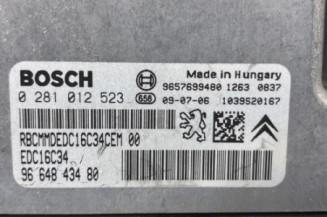 BOSCH
Made in Hungary
9657699480 1263 0837
0 281 012 523 656 09-07-06 1039S20167
RBCMMDEDC16C34CEM 00
EDC16C34
96 648 434 80